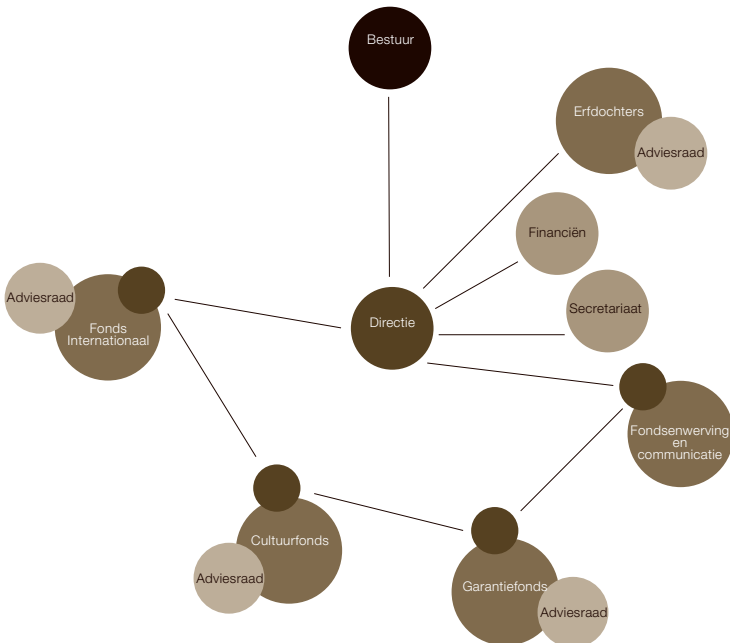 Bestuur
Erfdochters
Adviesraad
Financiën
Secretariaat
Directie
Adviesraad
Fonds
Internationaal
Fondsenwerving
en
communicatie
Cultuurfonds
Adviesraad
Garantiefonds
Adviesraad